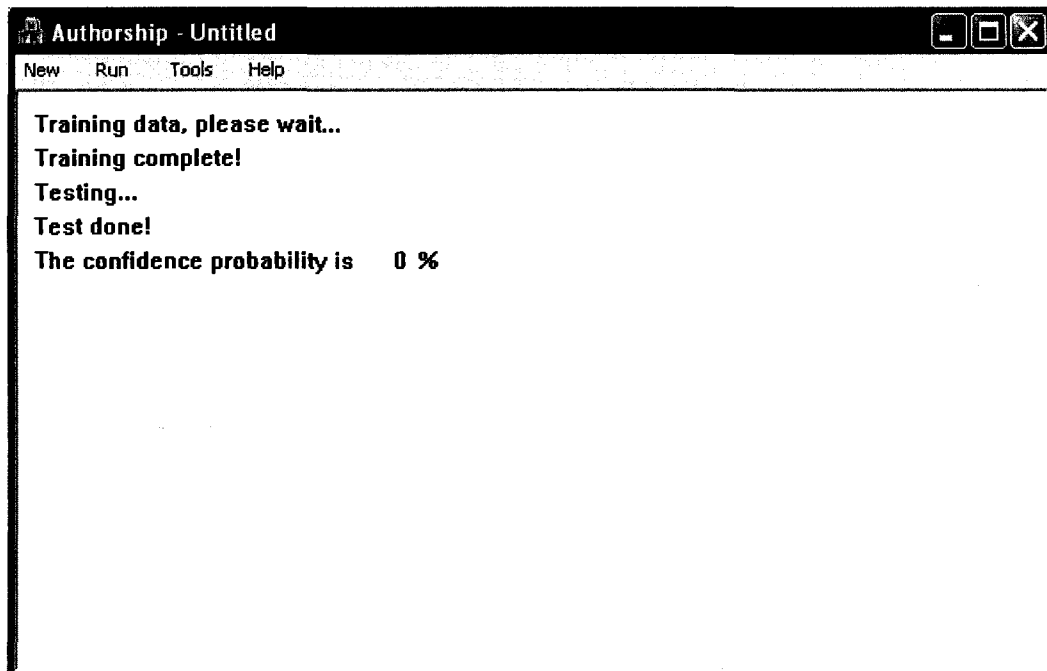 Authorship - Untitled
New Run Tools Help
Training data, please wait...
Training complete!
Testing...
Test done!
The confidence probability is 0 %